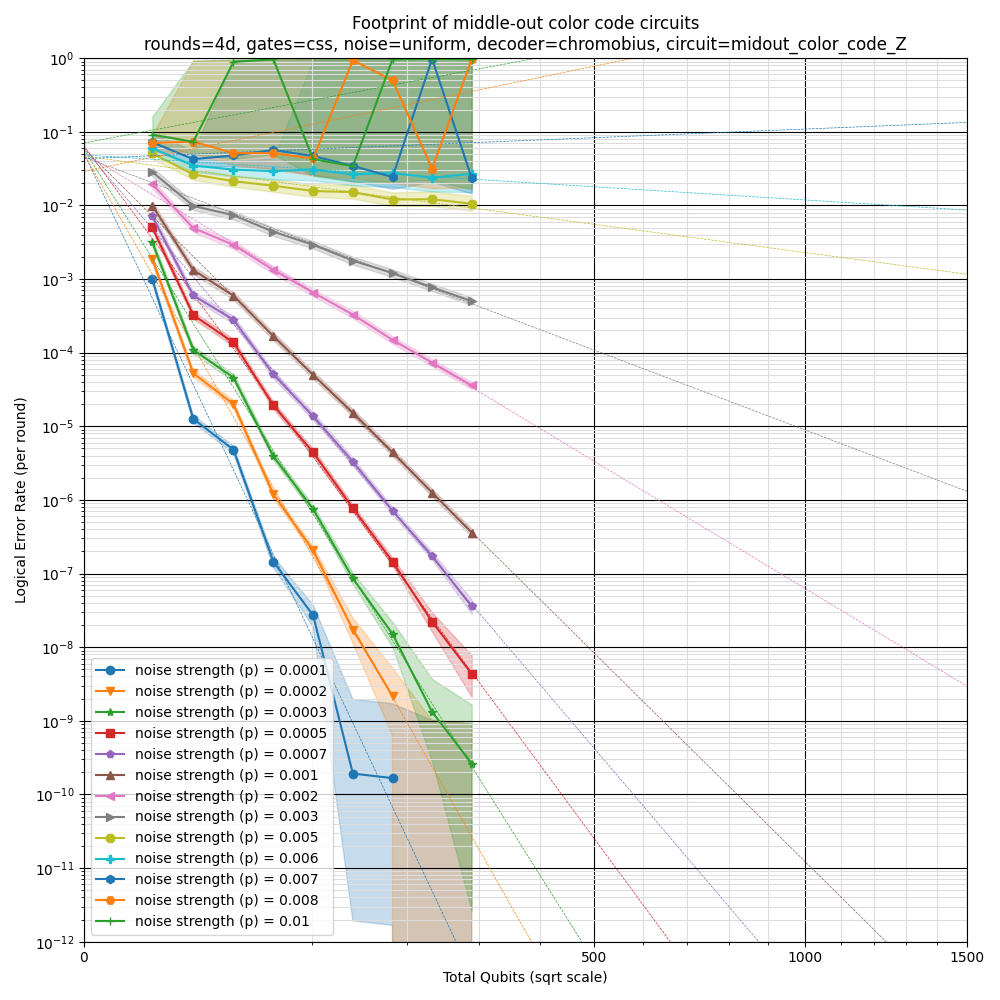 Footprint of middle-out color code circuits
rounds=4d, gates=css, noise=uniform, decoder=chromobius, circuit=midout_color_code_Z
Logical Error Rate (per round)
10⁰
10⁻¹
10⁻²
10⁻³
10⁻⁴
10⁻⁵
10⁻⁶
10⁻⁷
10⁻⁸
10⁻⁹
10⁻¹⁰
10⁻¹¹
10⁻¹²
noise strength (p) = 0.0001
noise strength (p) = 0.0002
noise strength (p) = 0.0003
noise strength (p) = 0.0005
noise strength (p) = 0.0007
noise strength (p) = 0.001
noise strength (p) = 0.002
noise strength (p) = 0.003
noise strength (p) = 0.005
noise strength (p) = 0.006
noise strength (p) = 0.007
noise strength (p) = 0.008
noise strength (p) = 0.01
0 500 1000 1500
Total Qubits (sqrt scale)